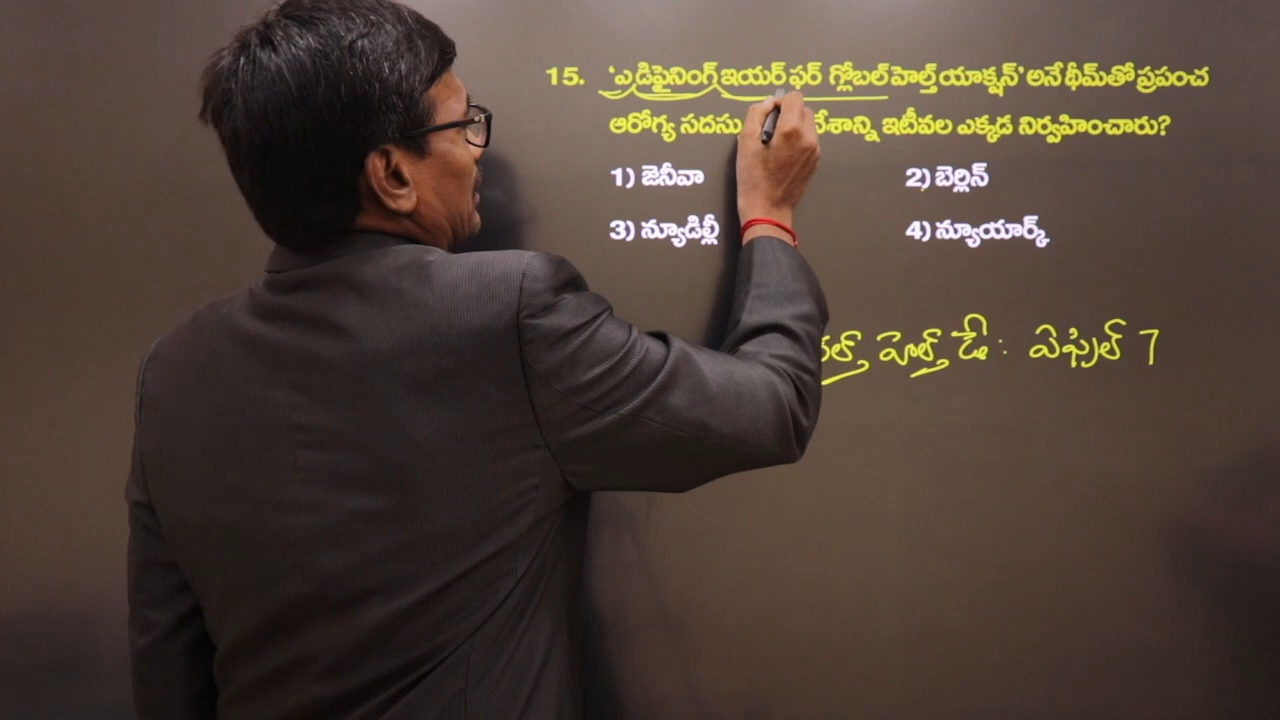 15. 'ఎ డిఫైనింగ్ ఇయర్ ఫర్ గ్లోబల్ హెల్త్ యాక్షన్' అనే థీమ్‌తో ప్రపంచ
ఆరోగ్య సదస్సు ఇటీవల ఎక్కడ నిర్వహించారు?
1) జెనీవా 2) బెర్లిన్
3) న్యూడిల్లీ 4) న్యూయార్క్
హెల్త్ డే : ఏప్రిల్ 7